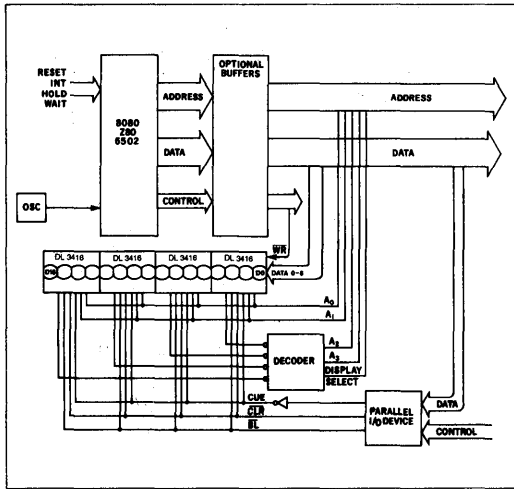 RESET
INT
HOLD
WAIT
8080
Z80
6502
OPTIONAL
BUFFERS
ADDRESS
ADDRESS
DATA
DATA
CONTROL
OSC
WR
DL 3416
DL 3416
DL 3416
DL 3416
D0
DATA 0-6
A0
A1
DECODER
A2
A3
DISPLAY
SELECT
CUE
CLR
BL
PARALLEL
I/O DEVICE
DATA
CONTROL